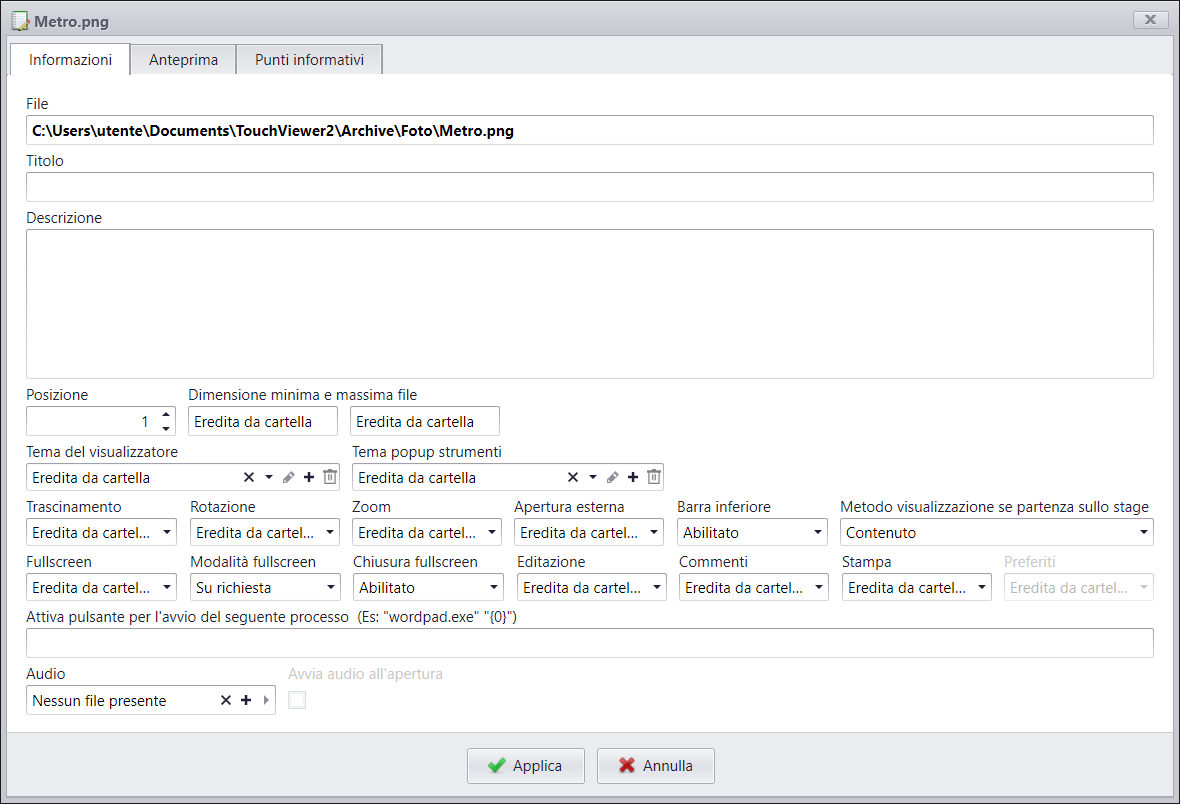 Metro.png
Informazioni Anteprima Punti informativi
File
C:\Users\utente\Documents\TouchViewer2\Archive\Foto\Metro.png
Titolo
Descrizione
Posizione Dimensione minima e massima file
1 Eredita da cartella Eredita da cartella
Tema del visualizzatore Tema popup strumenti
Eredita da cartella Eredita da cartella
Trascinamento Rotazione Zoom Apertura esterna Barra inferiore Metodo visualizzazione se partenza sullo stage
Eredita da cartel... Eredita da cartel... Eredita da cartel... Eredita da cartel... Abilitato Contenuto
Fullscreen Modalità fullscreen Chiusura fullscreen Editazione Commenti Stampa Preferiti
Eredita da cartel... Su richiesta Abilitato Eredita da cartel... Eredita da cartel... Eredita da cartel... Eredita da cartel...
Attiva pulsante per l'avvio del seguente processo (Es: "wordpad.exe" "{0}")
Audio Avvia audio all'apertura
Nessun file presente
Applica Annulla